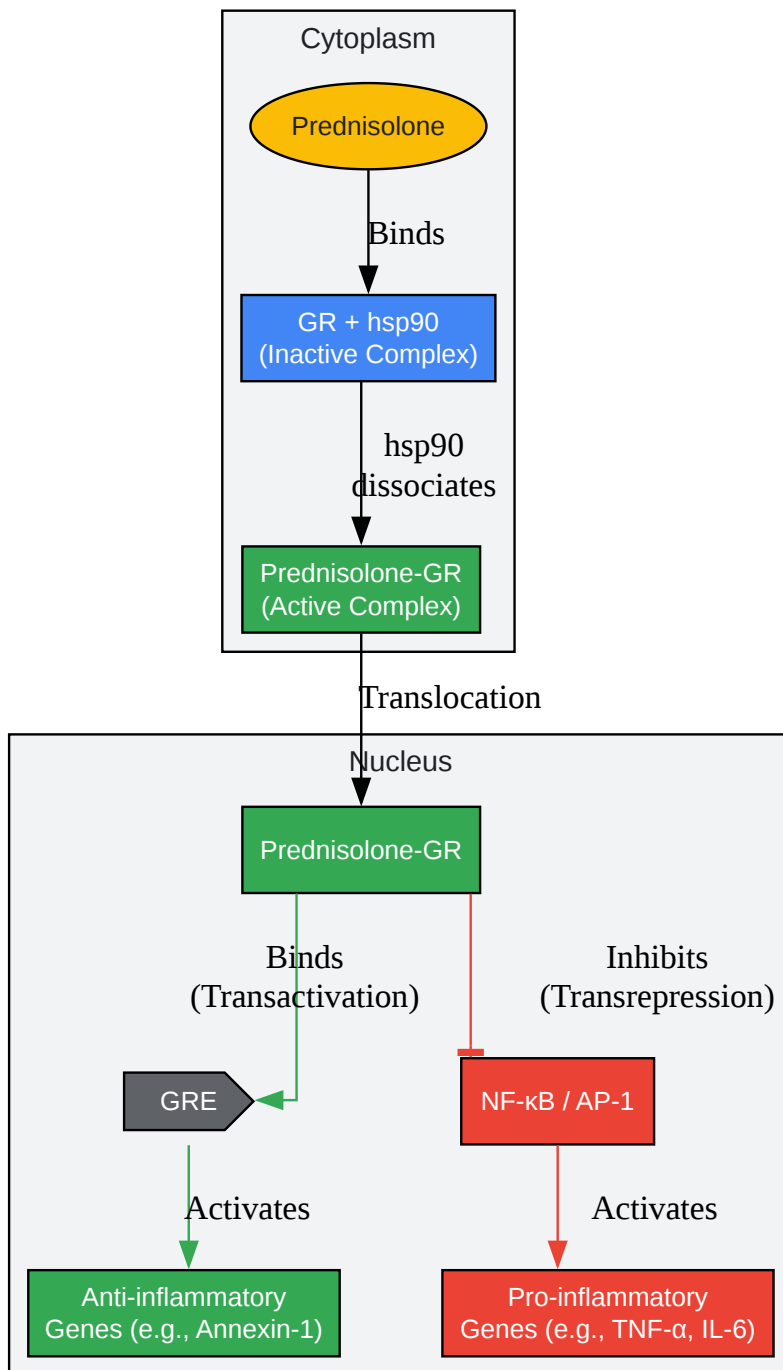 Cytoplasm
Prednisolone
Binds
GR + hsp90
(Inactive Complex)
hsp90
dissociates
Prednisolone-GR
(Active Complex)
Translocation
Nucleus
Prednisolone-GR
Binds
(Transactivation)
Inhibits
(Transrepression)
GRE
NF-κB / AP-1
Activates
Activates
Anti-inflammatory
Genes (e.g., Annexin-1)
Pro-inflammatory
Genes (e.g., TNF-α, IL-6)